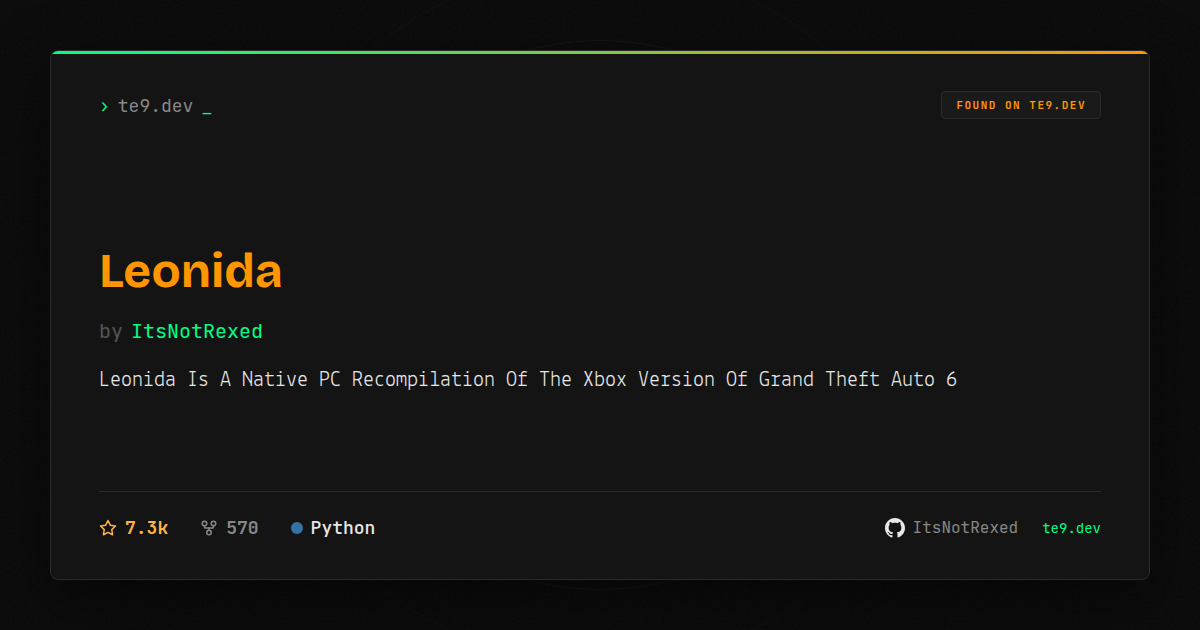 › te9.dev _
FOUND ON TE9.DEV
Leonida
by ItsNotRexed
Leonida Is A Native PC Recompilation Of The Xbox Version Of Grand Theft Auto 6
7.3k 570 Python
ItsNotRexed te9.dev